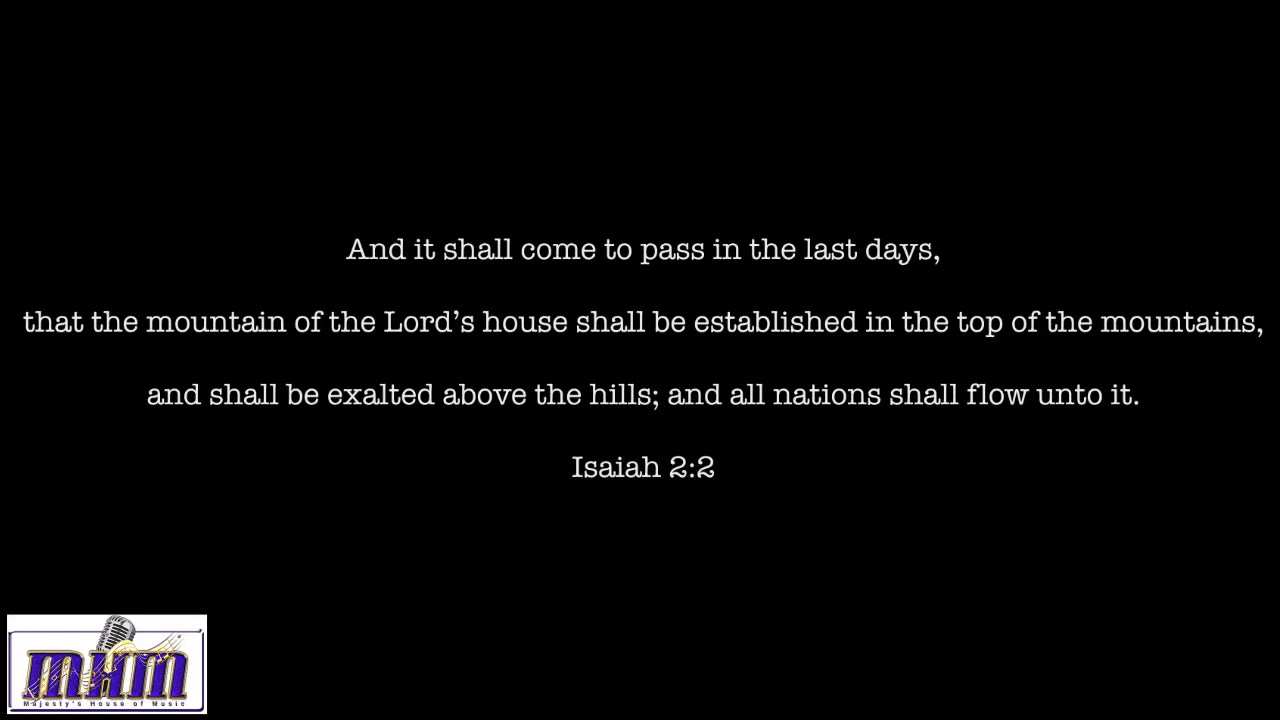 And it shall come to pass in the last days,
that the mountain of the Lord's house shall be established in the top of the mountains,
and shall be exalted above the hills; and all nations shall flow unto it.
Isaiah 2:2
MHM
Majesty's House of Music